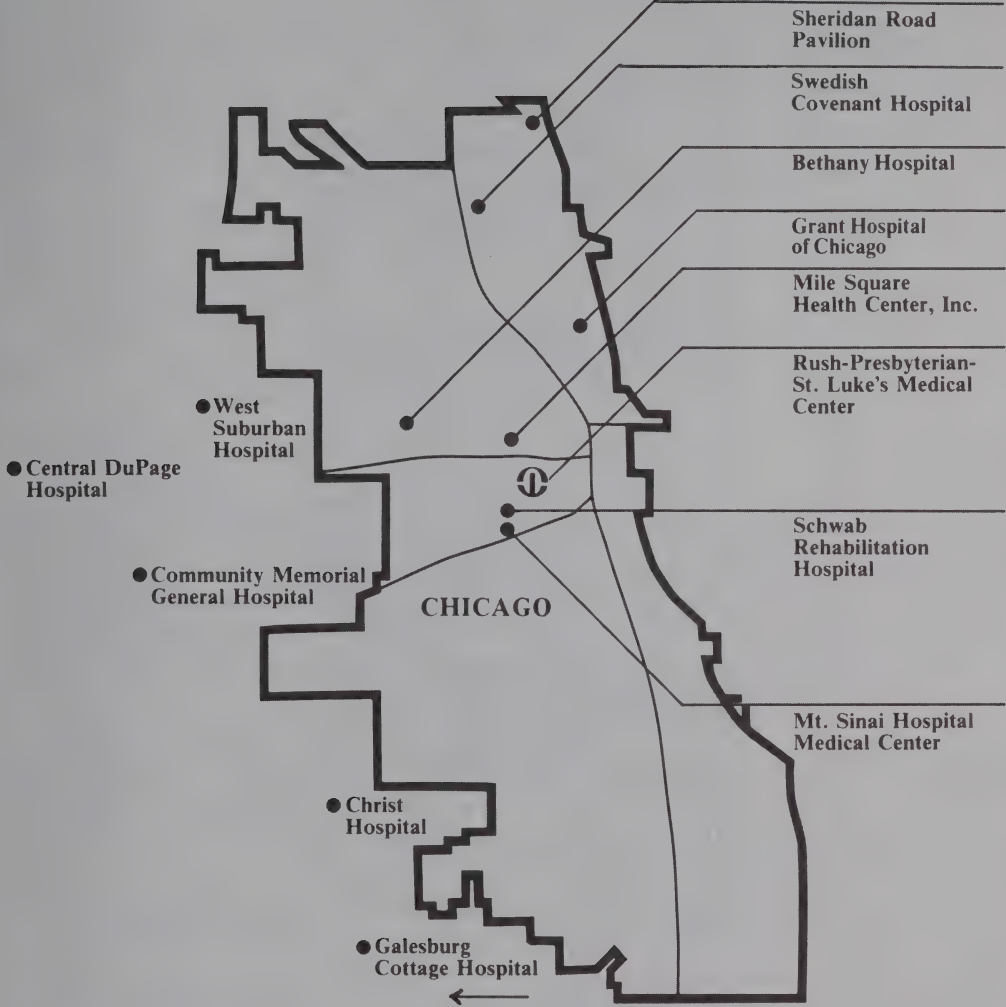 Sheridan Road
Pavilion
Swedish
Covenant Hospital
Bethany Hospital
Grant Hospital
of Chicago
Mile Square
Health Center, Inc.
Rush-Presbyterian-
St. Luke's Medical
Center
West
Suburban
Hospital
Central DuPage
Hospital
Schwab
Rehabilitation
Hospital
Community Memorial
General Hospital
CHICAGO
Mt. Sinai Hospital
Medical Center
Christ
Hospital
Galesburg
Cottage Hospital